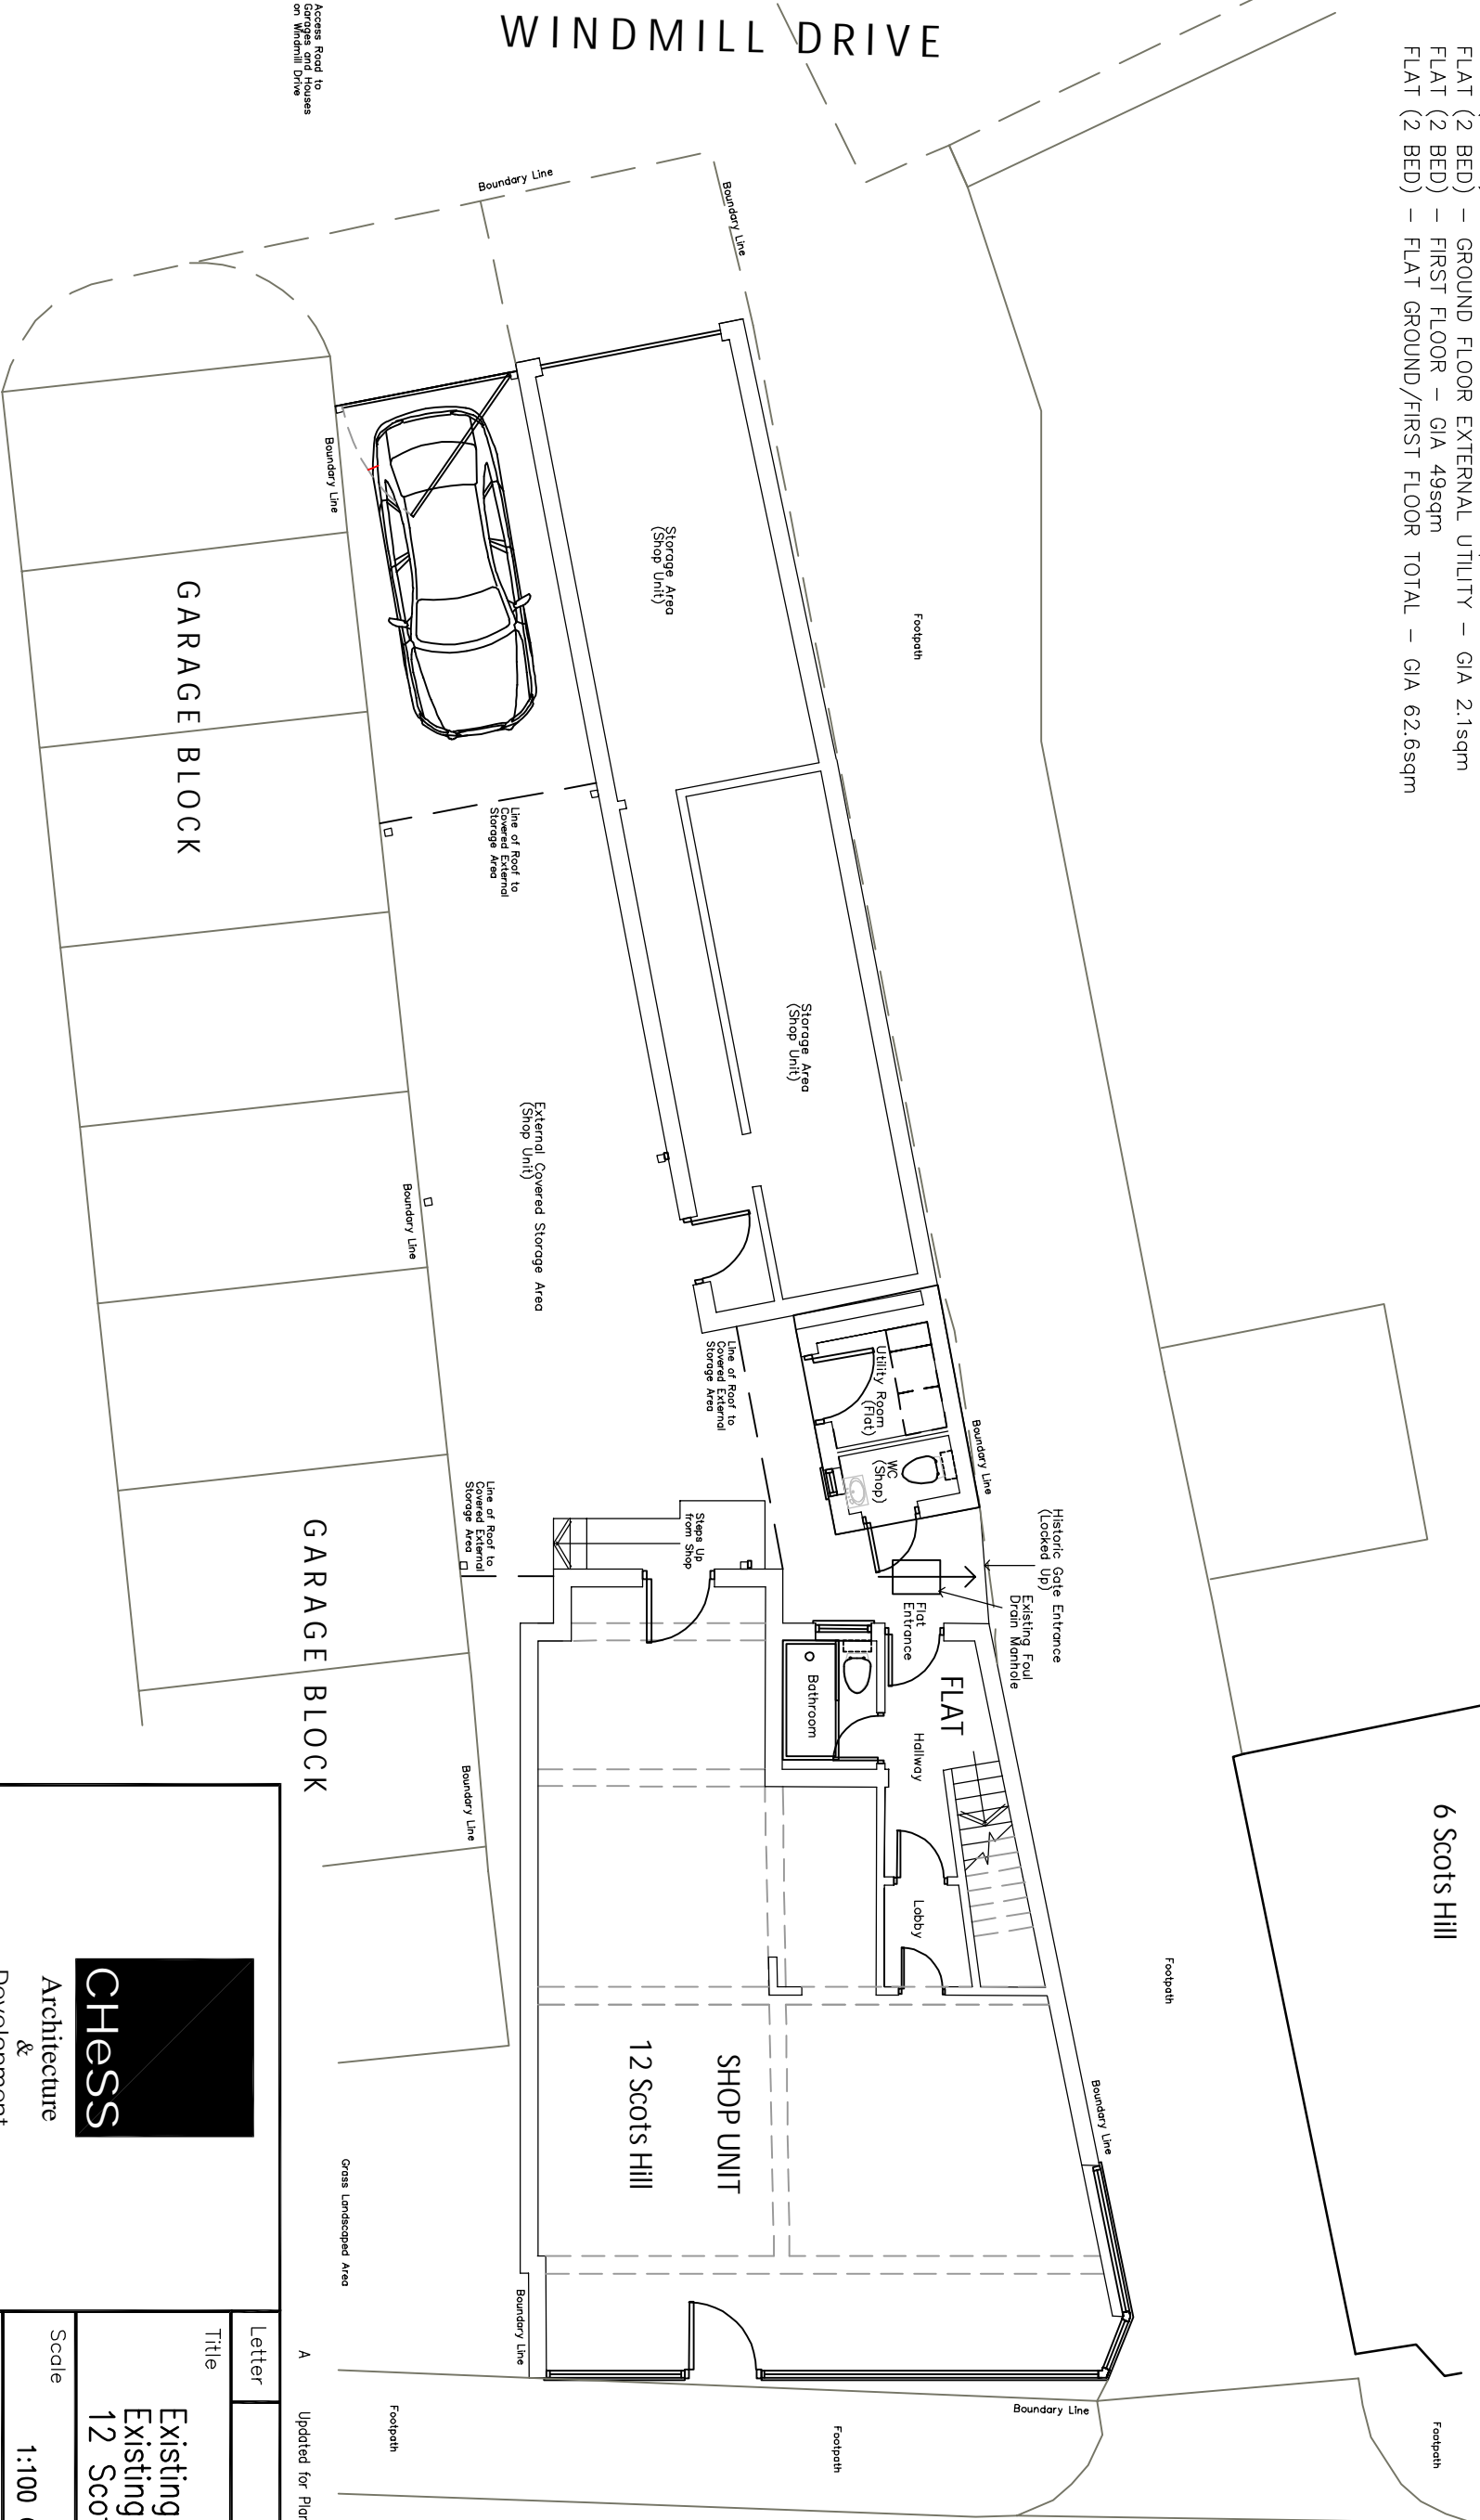 WINDMILL DRIVE
Access Road to
Garages and Houses
on Windmill Drive
FLAT (2 BED) – GROUND FLOOR EXTERNAL UTILITY – GIA 2.1sqm
FLAT (2 BED) – FIRST FLOOR – GIA 49sqm
FLAT (2 BED) – FLAT GROUND/FIRST FLOOR TOTAL – GIA 62.6sqm
Boundary Line
Boundary Line
Boundary Line
Storage Area
(Shop Unit)
Footpath
GARAGE BLOCK
Line of Roof to
Covered External
Storage Area
Storage Area
(Shop Unit)
External Covered Storage Area
(Shop Unit)
Boundary Line
Line of Roof to
Covered External
Storage Area
Utility Room
(Flat)
WC
(Shop)
Boundary Line
Historic Gate Entrance
(Locked Up)
Existing Foul
Drain Manhole
Line of Roof to
Covered External
Storage Area
Steps Up
from Shop
Flat
Entrance
GARAGE BLOCK
FLAT
Bathroom
Hallway
Boundary Line
6 Scots Hill
Lobby
Footpath
SHOP UNIT
12 Scots Hill
Boundary Line
Grass Landscaped Area
Boundary Line
Boundary Line
Footpath
Footpath
Footpath
CHeSS
Architecture
&
Development
A
Updated for Plan
Letter
Title
Existing
Existing
12 Scot
Scale
1:100